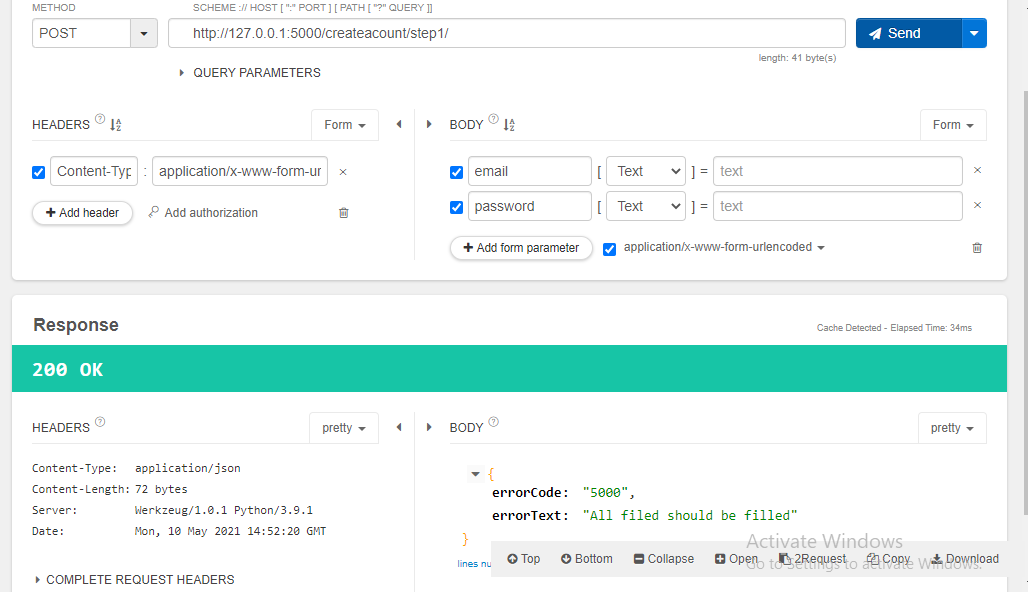 METHOD SCHEME :// HOST [ ":" PORT ] [ PATH [ "?" QUERY ]]
POST http://127.0.0.1:5000/createacount/step1/ Send
length: 41 byte(s)
QUERY PARAMETERS
HEADERS ? Form BODY ? Form
Content-Typ : application/x-www-form-ur × email [ Text ] = text ×
password [ Text ] = text ×
+ Add header Add authorization
+ Add form parameter application/x-www-form-urlencoded
Response
Cache Detected - Elapsed Time: 34ms
200 OK
HEADERS ? pretty BODY ? pretty
Content-Type: application/json
Content-Length: 72 bytes
Server: Werkzeug/1.0.1 Python/3.9.1
Date: Mon, 10 May 2021 14:52:20 GMT
{
errorCode: "5000",
errorText: "All filed should be filled"
}
lines nu
Top Bottom Collapse Open 2Request Copy Download
Activate Windows
Go to Settings to activate Windows.
COMPLETE REQUEST HEADERS